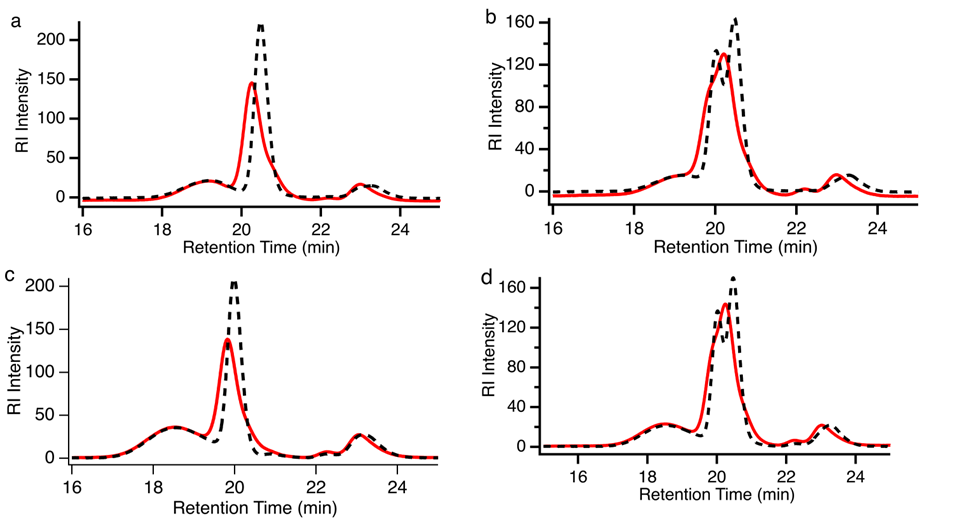 a
200
150
100
50
0
RI Intensity
16 18 20 22 24
Retention Time (min)
b
160
120
80
40
0
RI Intensity
16 18 20 22 24
Retention Time (min)
c
200
150
100
50
0
RI Intensity
16 18 20 22 24
Retention Time (min)
d
160
120
80
40
0
RI Intensity
16 18 20 22 24
Retention Time (min)